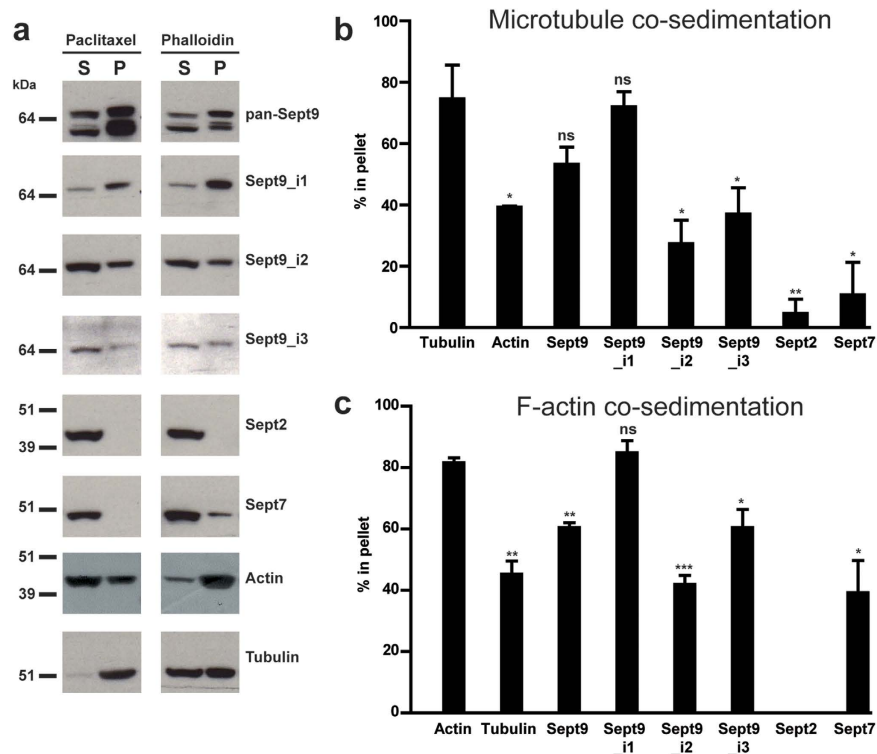 a
Paclitaxel Phalloidin
S P S P
kDa
64 pan-Sept9
64 Sept9_i1
64 Sept9_i2
64 Sept9_i3
51
39 Sept2
51 Sept7
51
39 Actin
51 Tubulin
b Microtubule co-sedimentation
% in pellet
100
80
60
40
20
0
* ns ns * * ** *
Tubulin Actin Sept9 Sept9 Sept9 Sept9 Sept2 Sept7
_i1 _i2 _i3
c F-actin co-sedimentation
% in pellet
100
80
60
40
20
0
** ** ns *** * *
Actin Tubulin Sept9 Sept9 Sept9 Sept9 Sept2 Sept7
_i1 _i2 _i3